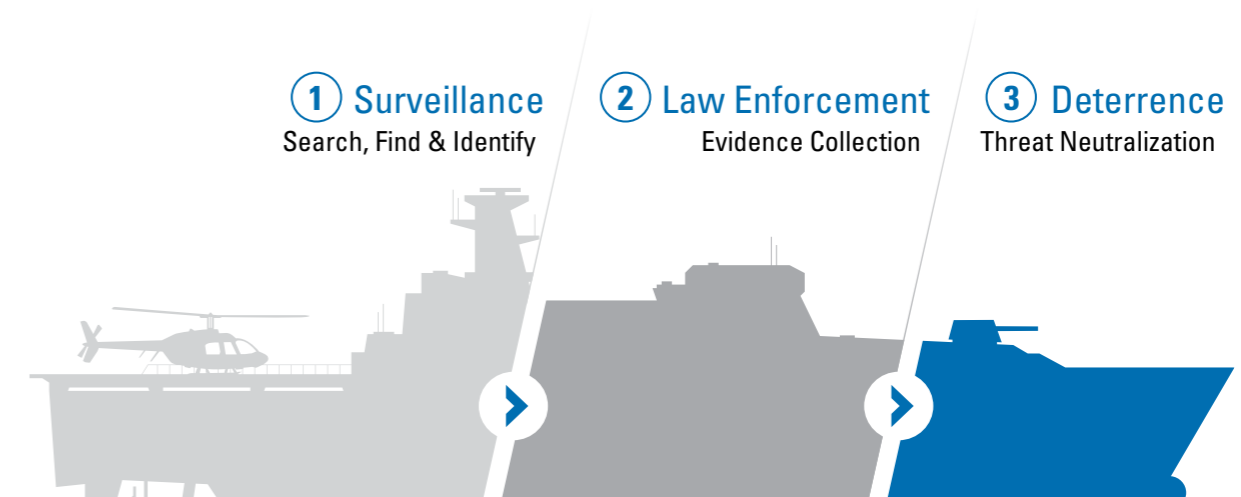 1 Surveillance
Search, Find & Identify
2 Law Enforcement
Evidence Collection
3 Deterrence
Threat Neutralization